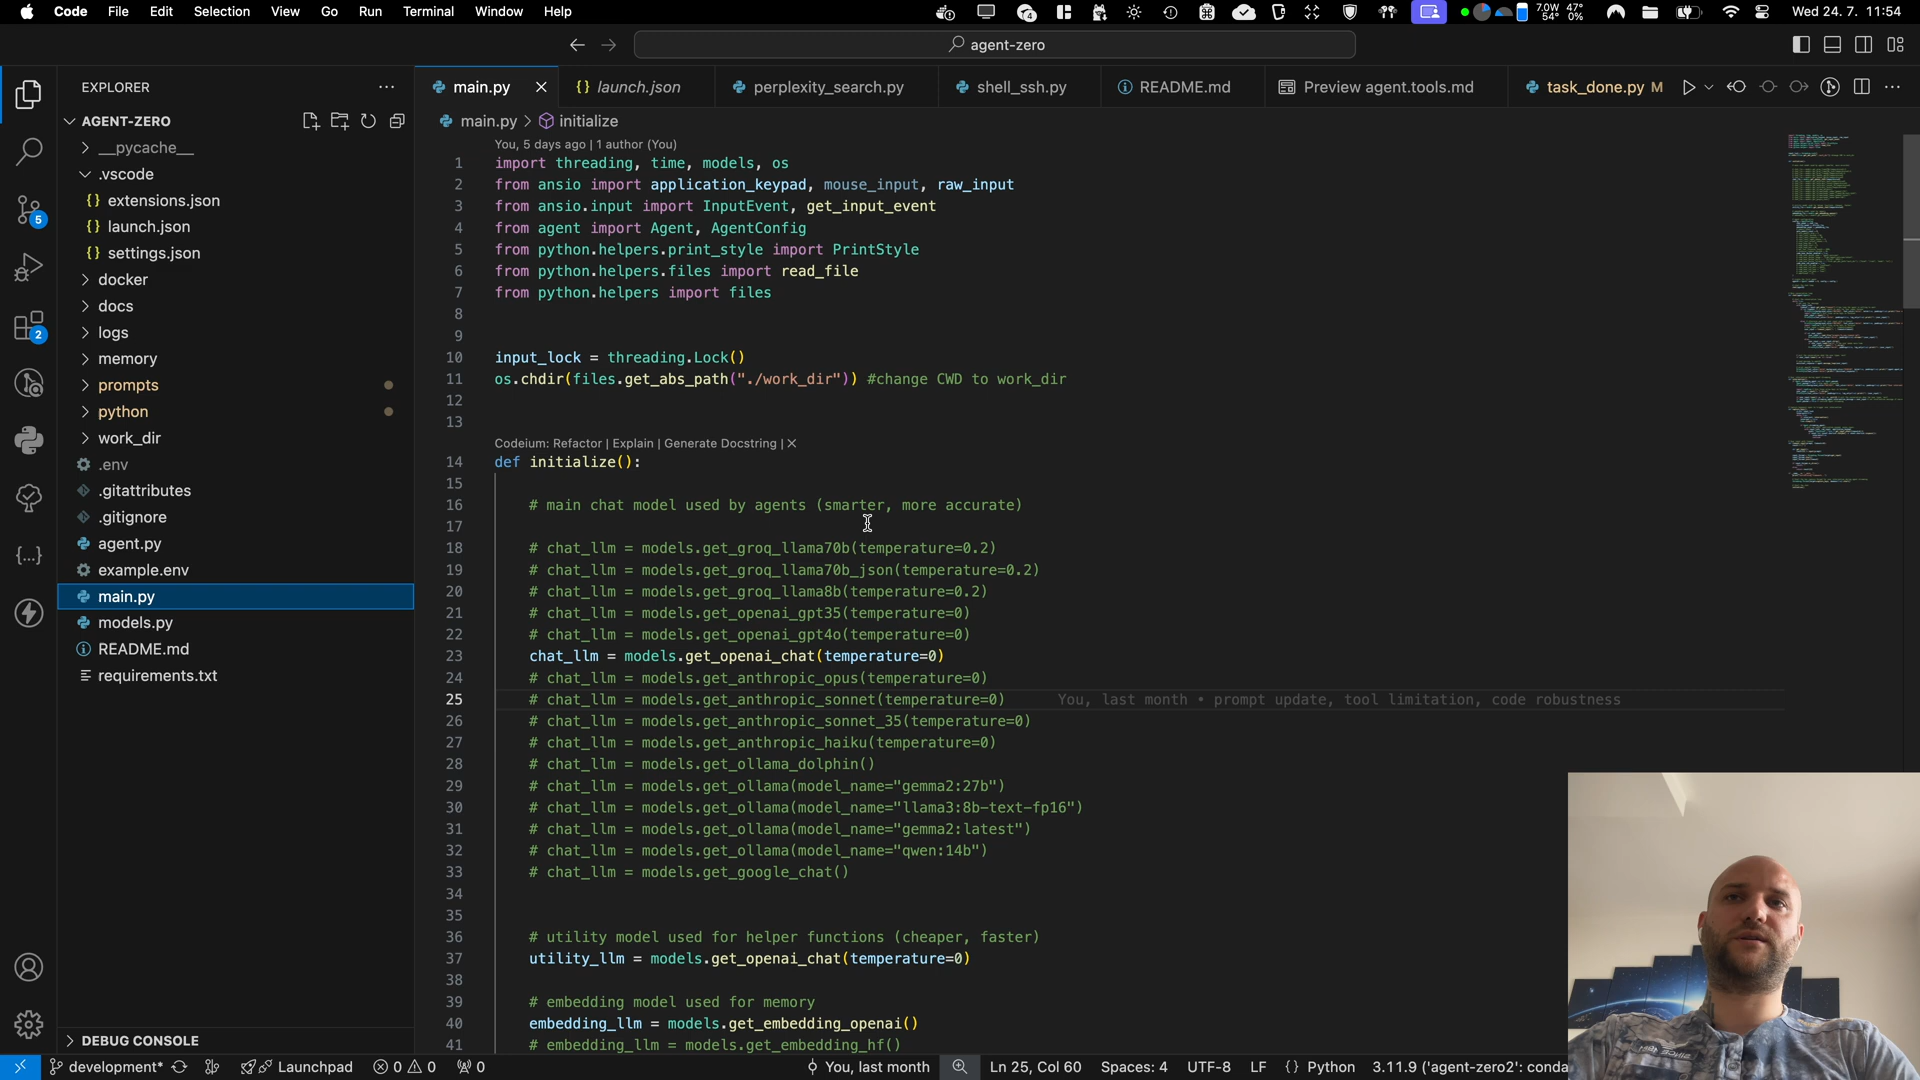 Code File Edit Selection View Go Run Terminal Window Help
4
7.0W 47°
54° 0%
Wed 24. 7. 11:54
agent-zero
EXPLORER
main.py
launch.json
perplexity_search.py
shell_ssh.py
README.md
Preview agent.tools.md
task_done.py M
AGENT-ZERO
main.py > initialize
__pycache__
.vscode
extensions.json
launch.json
settings.json
docker
docs
logs
memory
prompts
python
work_dir
.env
.gitattributes
.gitignore
agent.py
example.env
main.py
models.py
README.md
requirements.txt
5
2
DEBUG CONSOLE
You, 5 days ago | 1 author (You)
1 import threading, time, models, os
2 from ansio import application_keypad, mouse_input, raw_input
3 from ansio.input import InputEvent, get_input_event
4 from agent import Agent, AgentConfig
5 from python.helpers.print_style import PrintStyle
6 from python.helpers.files import read_file
7 from python.helpers import files
8
9
10 input_lock = threading.Lock()
11 os.chdir(files.get_abs_path("./work_dir")) #change CWD to work_dir
12
13
Codeium: Refactor | Explain | Generate Docstring | ×
14 def initialize():
15
16 # main chat model used by agents (smarter, more accurate)
17
18 # chat_llm = models.get_groq_llama70b(temperature=0.2)
19 # chat_llm = models.get_groq_llama70b_json(temperature=0.2)
20 # chat_llm = models.get_groq_llama8b(temperature=0.2)
21 # chat_llm = models.get_openai_gpt35(temperature=0)
22 # chat_llm = models.get_openai_gpt4o(temperature=0)
23 chat_llm = models.get_openai_chat(temperature=0)
24 # chat_llm = models.get_anthropic_opus(temperature=0)
25 # chat_llm = models.get_anthropic_sonnet(temperature=0) You, last month • prompt update, tool limitation, code robustness
26 # chat_llm = models.get_anthropic_sonnet_35(temperature=0)
27 # chat_llm = models.get_anthropic_haiku(temperature=0)
28 # chat_llm = models.get_ollama_dolphin()
29 # chat_llm = models.get_ollama(model_name="gemma2:27b")
30 # chat_llm = models.get_ollama(model_name="llama3:8b-text-fp16")
31 # chat_llm = models.get_ollama(model_name="gemma2:latest")
32 # chat_llm = models.get_ollama(model_name="qwen:14b")
33 # chat_llm = models.get_google_chat()
34
35
36 # utility model used for helper functions (cheaper, faster)
37 utility_llm = models.get_openai_chat(temperature=0)
38
39 # embedding model used for memory
40 embedding_llm = models.get_embedding_openai()
41 # embedding_llm = models.get_embedding_hf()
development* Launchpad 0 0 0 You, last month Ln 25, Col 60 Spaces: 4 UTF-8 LF {} Python 3.11.9 ('agent-zero2': conda